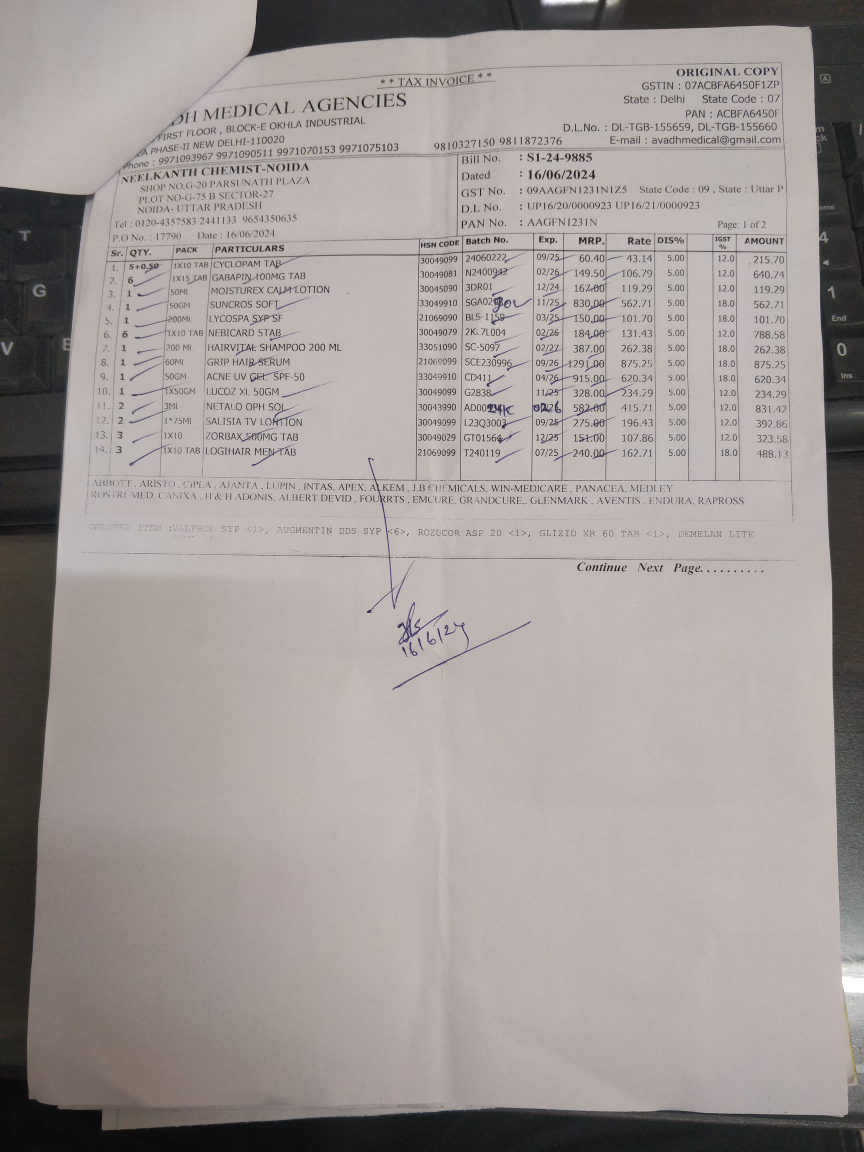 ** TAX INVOICE **
ORIGINAL COPY
GSTIN : 07ACBFA6450F1ZP
State : Delhi State Code : 07
PAN : ACBFA6450F
D.L.No. : DL-TGB-155659, DL-TGB-155660
E-mail : avadhmedical@gmail.com
DH MEDICAL AGENCIES
FIRST FLOOR , BLOCK-E OKHLA INDUSTRIAL
PHASE-II NEW DELHI-110020
Phone : 9971093967 9971090511 9971070153 9971075103 9810327150 9811872376
NEELKANTH CHEMIST-NOIDA
SHOP NO,G-20 PARSUNATH PLAZA
PLOT NO-G-75 B SECTOR-27
NOIDA- UTTAR PRADESH
Tel : 0120-4357583 2441133 9654350635
P.O No. : 17790 Date : 16/06/2024
Bill No. : S1-24-9885
Dated : 16/06/2024
GST No. : 09AAGFN1231N1Z5 State Code : 09 , State : Uttar P
D.L No. : UP16/20/0000923 UP16/21/0000923
PAN No. : AAGFN1231N
Page: 1 of 2
Sr. QTY. PACK PARTICULARS HSN CODE Batch No. Exp. MRP. Rate DIS% IGST % AMOUNT
1. 5+0.50 1X10 TAB CYCLOPAM TAB 30049099 24060222 09/25 60.40 43.14 5.00 12.0 215.70
2. 6 1X15 TAB GABAPIN 100MG TAB 30049081 N2400942 02/26 149.50 106.79 5.00 12.0 640.74
3. 1 50ML MOISTUREX CALM LOTION 30045090 3DR01 12/24 167.00 119.29 5.00 12.0 119.29
4. 1 50GM SUNCROS SOFT 33049910 11/25 830.00 562.71 5.00 18.0 562.71
5. 1 200ML LYCOSPA SYP SF 21069090 BLS-1159 03/25 150.00 101.70 5.00 18.0 101.70
6. 6 1X10 TAB NEBICARD 5TAB 30049079 2KL7L004 02/26 184.00 131.43 5.00 12.0 788.58
7. 1 200 ML HAIRVITAL SHAMPOO 200 ML 33051090 SC-5097 02/27 387.00 262.38 5.00 18.0 262.38
8. 1 60ML GRIP HAIR SERUM 21069099 SCE230996 09/26 1291.00 875.25 5.00 18.0 875.25
9. 1 50GM ACNE UV GEL SPF-50 33049910 CD411 04/26 915.00 620.34 5.00 18.0 620.34
10. 1 1X50GM LUCOZ XL 50GM 30049099 G2838 11/25 328.00 234.29 5.00 12.0 234.29
11. 2 3ML NETALO OPH SOL 30043990 582.00 415.71 5.00 12.0 831.42
12. 2 1*75ML SALISIA TV LONTION 30049099 L23Q3003 09/25 275.00 196.43 5.00 12.0 392.86
13. 3 1X10 ZORBAX 500MG TAB 30049029 GT01564 12/25 151.00 107.86 5.00 12.0 323.58
14. 3 1X10 TAB LOGIHAIR MEN TAB 21069099 T240119 07/25 240.00 162.71 5.00 18.0 488.13
ABBOTT , ARISTO , CIPLA , AJANTA , LUPIN , INTAS, APEX, ALKEM , J.B CHEMICALS, WIN-MEDICARE , PANACEA, MEDLEY
ROSTRUMED, CANIXA , H & H ADONIS, ALBERT DEVID , FOURRTS , EMCURE, GRANDCURE,. GLENMARK , AVENTIS , ENDURA, RAPROSS
DELETED ITEM :VALPROL SYP <1>, AUGMENTIN DDS SYP <6>, ROZUCOR ASP 20 <1>, GLIZID XR 60 TAB <1>, DEMELAN LITE
Continue Next Page..........
16/6/24